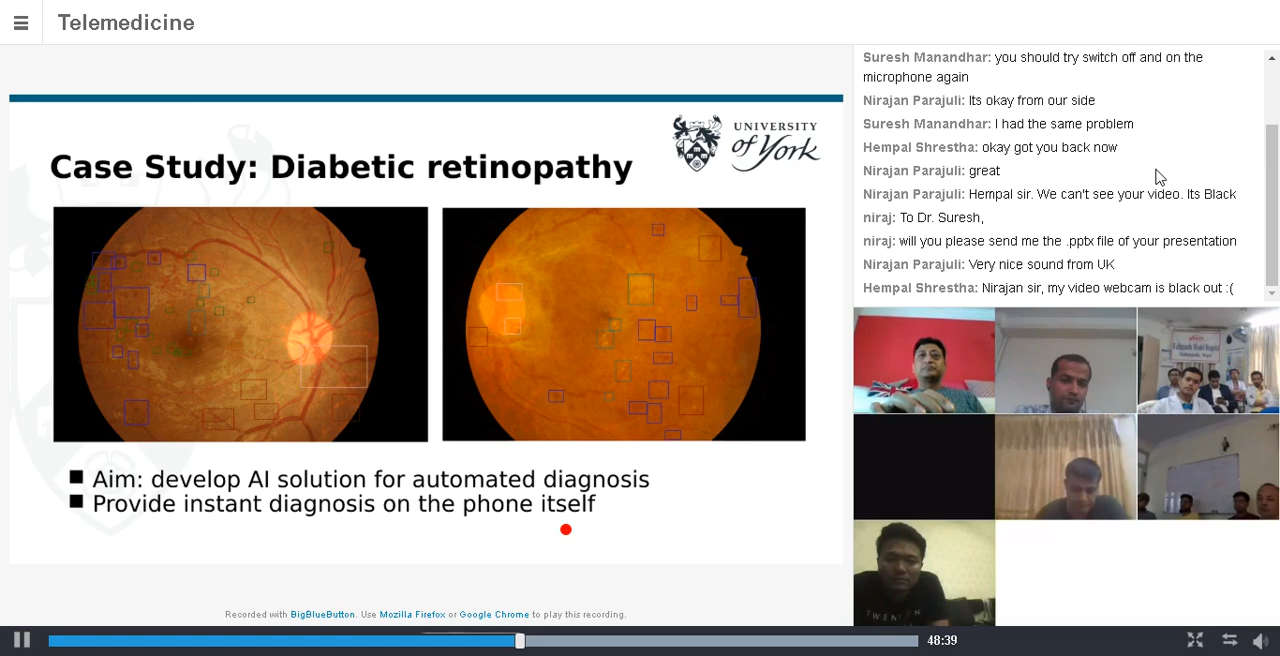 Telemedicine
UNIVERSITY
of York
Case Study: Diabetic retinopathy
■ Aim: develop AI solution for automated diagnosis
■ Provide instant diagnosis on the phone itself
Recorded with BigBlueButton. Use Mozilla Firefox or Google Chrome to play this recording.
Suresh Manandhar: you should try switch off and on the
microphone again
Nirajan Parajuli: Its okay from our side
Suresh Manandhar: I had the same problem
Hempal Shrestha: okay got you back now
Nirajan Parajuli: great
Nirajan Parajuli: Hempal sir. We can't see your video. Its Black
niraj: To Dr. Suresh,
niraj: will you please send me the .pptx file of your presentation
Nirajan Parajuli: Very nice sound from UK
Hempal Shrestha: Nirajan sir, my video webcam is black out :(
Model Hospital
48:39